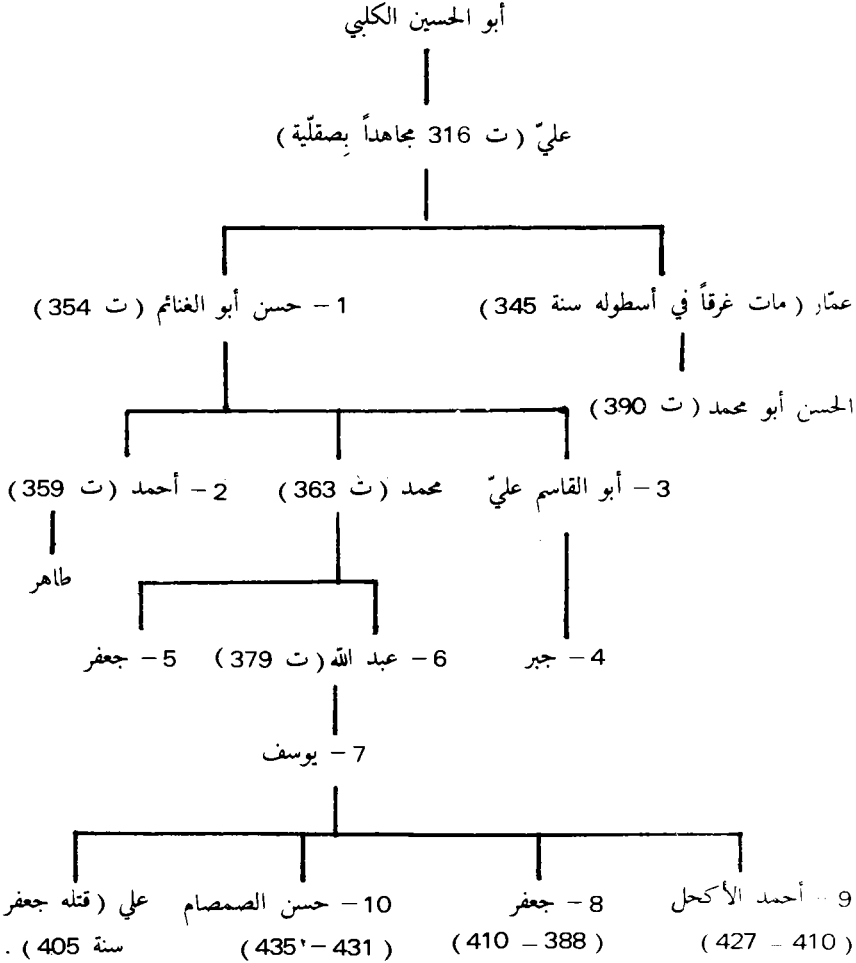 أبو الحسين الكلبي
عليّ ( ت 316 مجاهداً بِصقلّية )
عمّار ( مات غرقاً في أسطوله سنة 345 )
1 – حسن أبو الغنائم ( ت 354 )
الحسن أبو محمد ( ت 390 )
3 – أبو القاسم عليّ
محمد ( ت 363 )
2 – أحمد ( ت 359 )
طاهر
4 – جبر
6 – عبد الله ( ت 379 )
5 – جعفر
7 – يوسف
9 – أحمد الأكحل
( 410 – 427 )
8 – جعفر
( 388 – 410 )
10 – حسن الصمصام
( 431 – 435 )
علي ( قتله جعفر
سنة 405 ) .